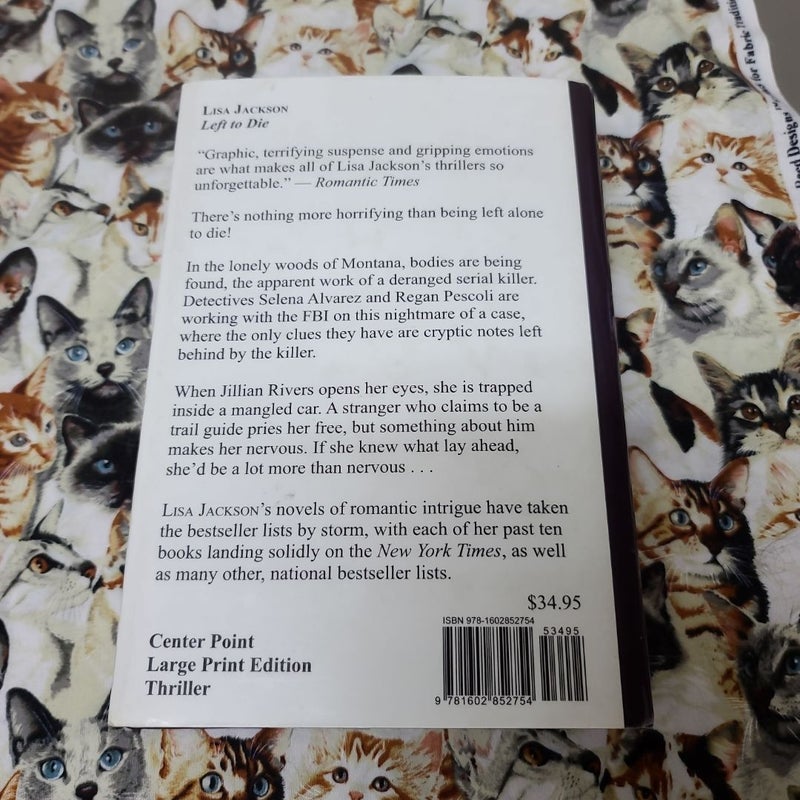 LISA JACKSON
Left to Die
“Graphic, terrifying suspense and gripping emotions
are what makes all of Lisa Jackson’s thrillers so
unforgettable.” — Romantic Times
There’s nothing more horrifying than being left alone
to die!
In the lonely woods of Montana, bodies are being
found, the apparent work of a deranged serial killer.
Detectives Selena Alvarez and Regan Pescoli are
working with the FBI on this nightmare of a case,
where the only clues they have are cryptic notes left
behind by the killer.
When Jillian Rivers opens her eyes, she is trapped
inside a mangled car. A stranger who claims to be a
trail guide pries her free, but something about him
makes her nervous. If she knew what lay ahead,
she’d be a lot more than nervous . . .
LISA JACKSON’s novels of romantic intrigue have taken
the bestseller lists by storm, with each of her past ten
books landing solidly on the New York Times, as well
as many other, national bestseller lists.
$34.95
ISBN 978-1602852754
53495
9 781602 852754
Center Point
Large Print Edition
Thriller
for Fabric Traditio